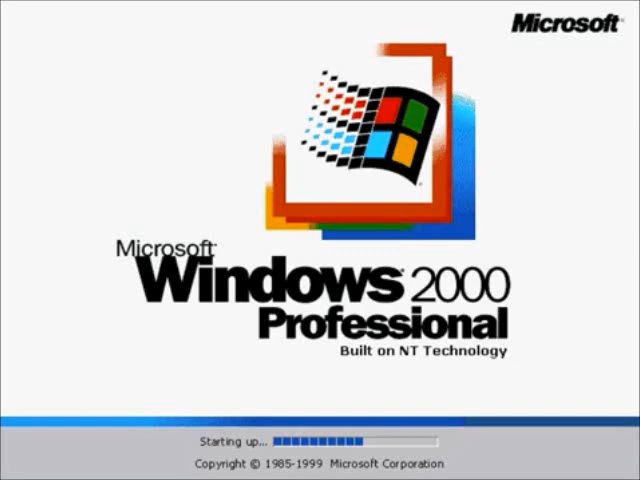 Microsoft
Microsoft
Windows 2000
Professional
Built on NT Technology
Starting up...
Copyright © 1985-1999 Microsoft Corporation